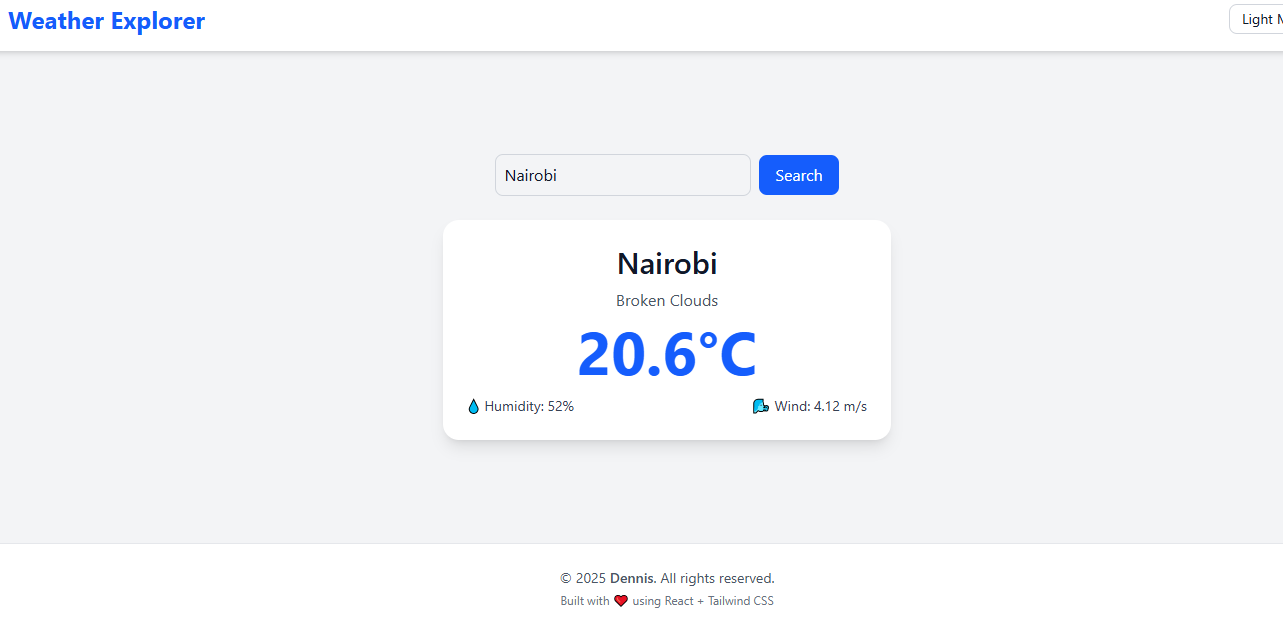 Weather Explorer
Light
Nairobi
Search
Nairobi
Broken Clouds
20.6°C
Humidity: 52%
Wind: 4.12 m/s
© 2025 Dennis. All rights reserved.
Built with ❤️ using React + Tailwind CSS